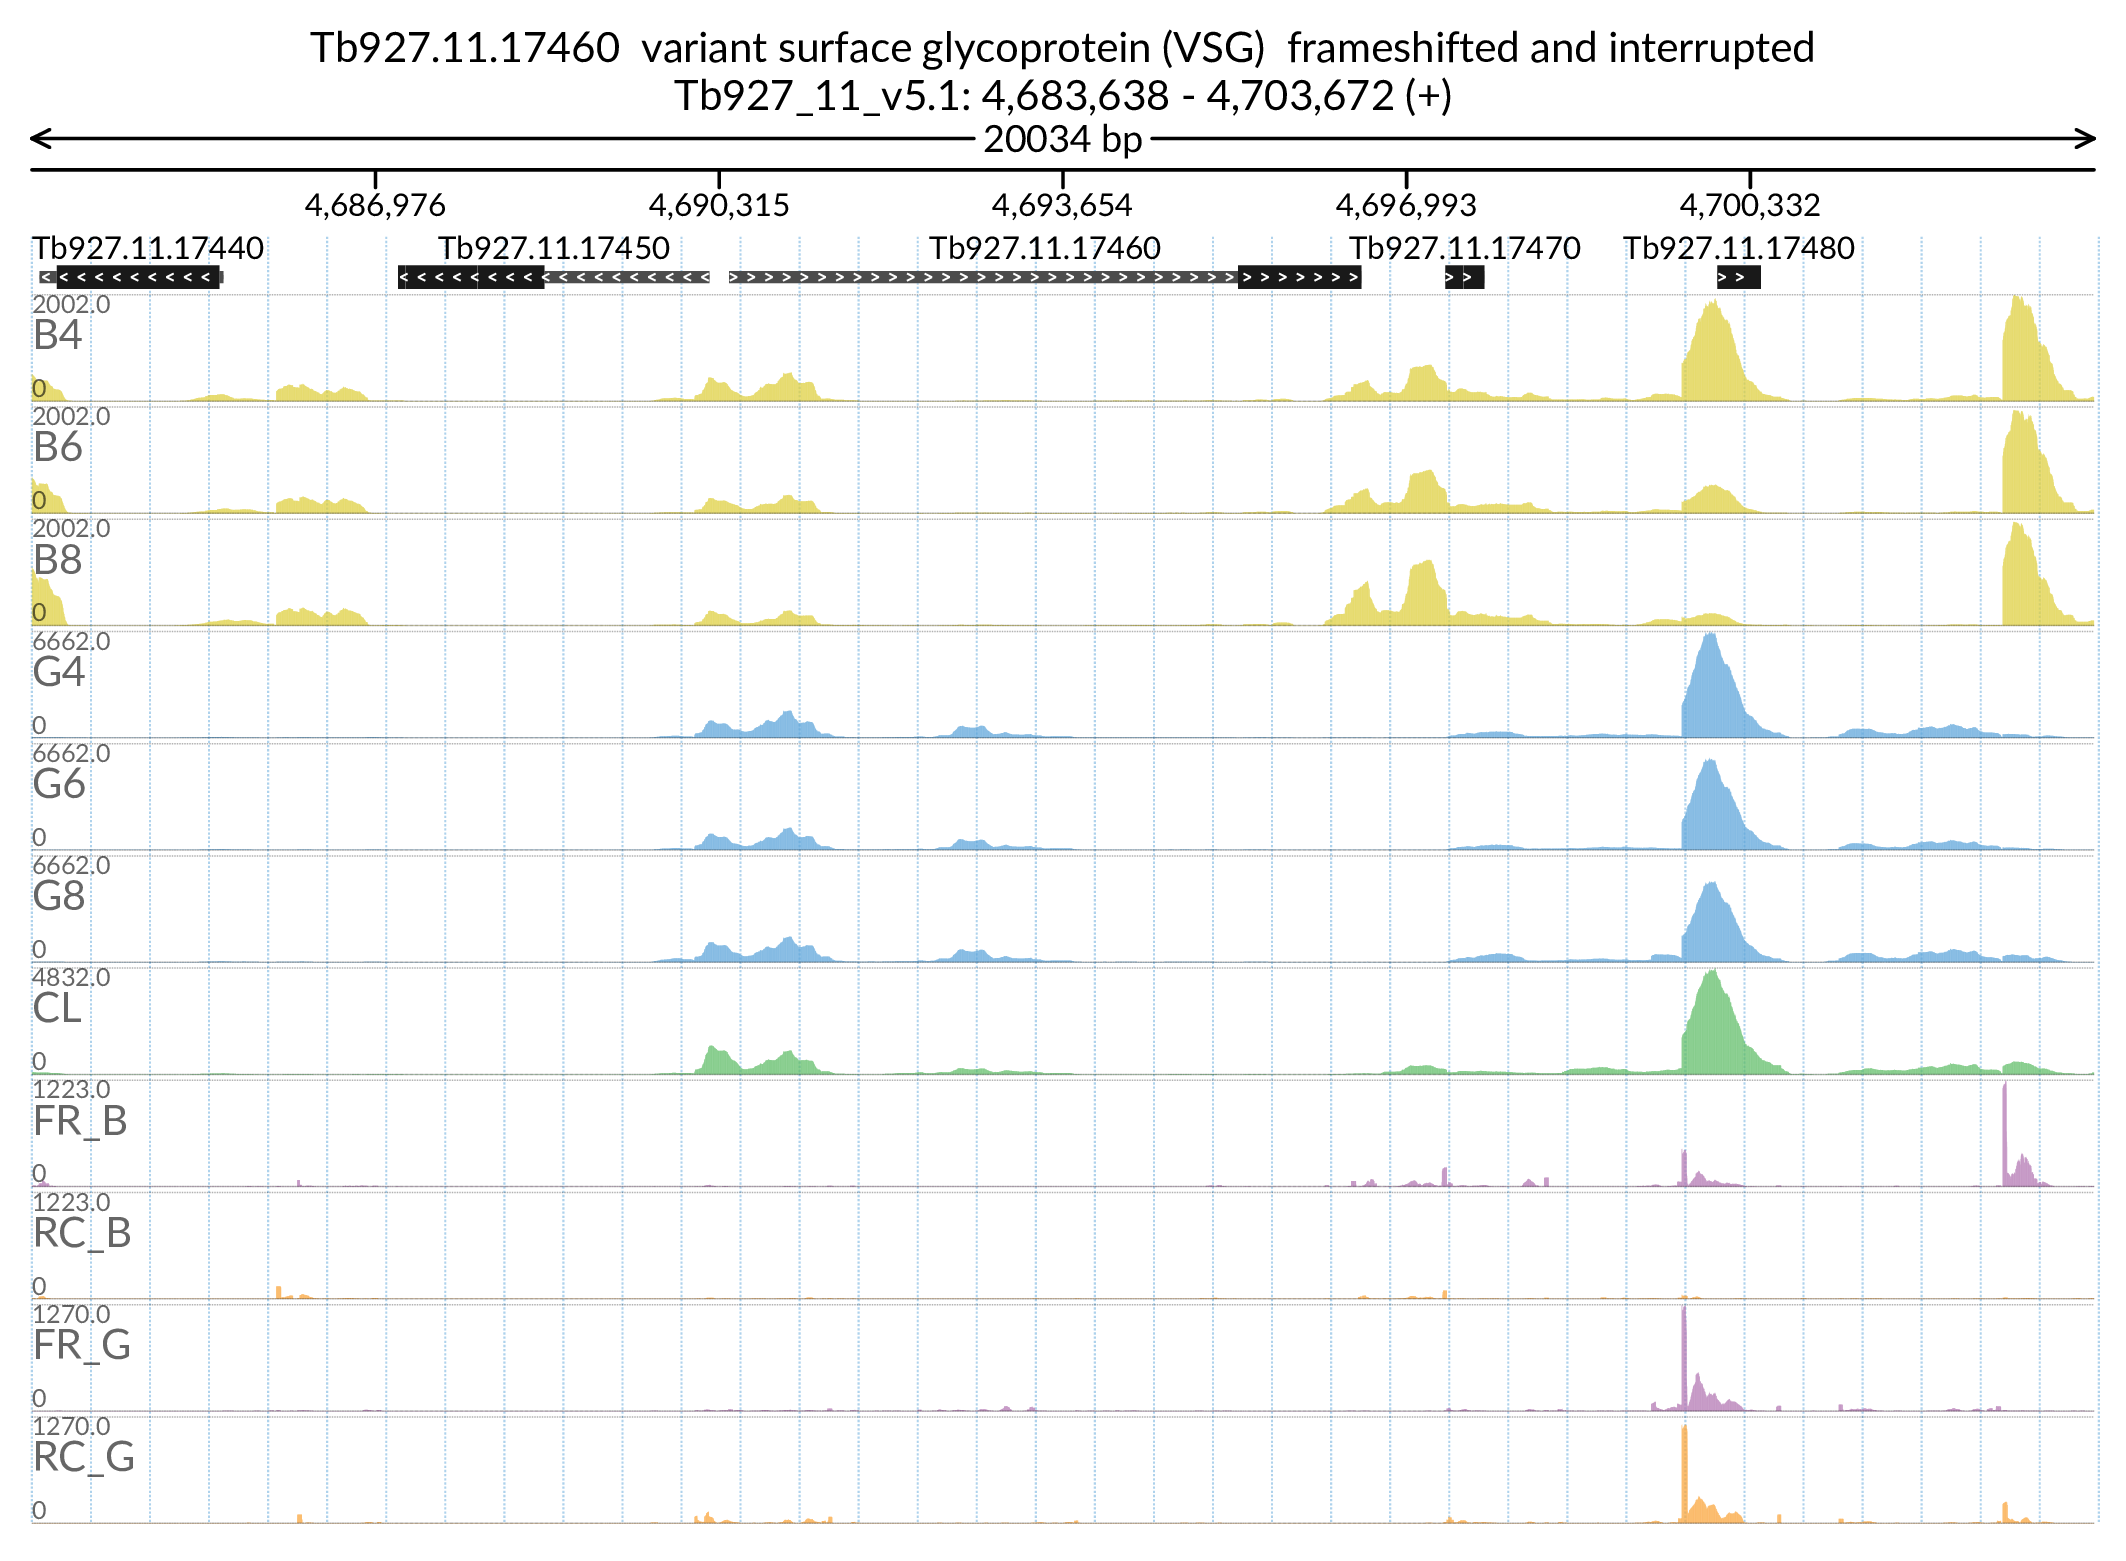 Tb927.11.17460  variant surface glycoprotein (VSG)  frameshifted and interrupted
Tb927_11_v5.1: 4,683,638 - 4,703,672 (+)
20034 bp
4,686,976 4,690,315 4,693,654 4,696,993 4,700,332
Tb927.11.17440 Tb927.11.17450 Tb927.11.17460 Tb927.11.17470 Tb927.11.17480
2002.0
B4
0
2002.0
B6
0
2002.0
B8
0
6662.0
G4
0
6662.0
G6
0
6662.0
G8
0
4832.0
CL
0
1223.0
FR_B
0
1223.0
RC_B
0
1270.0
FR_G
0
1270.0
RC_G
0